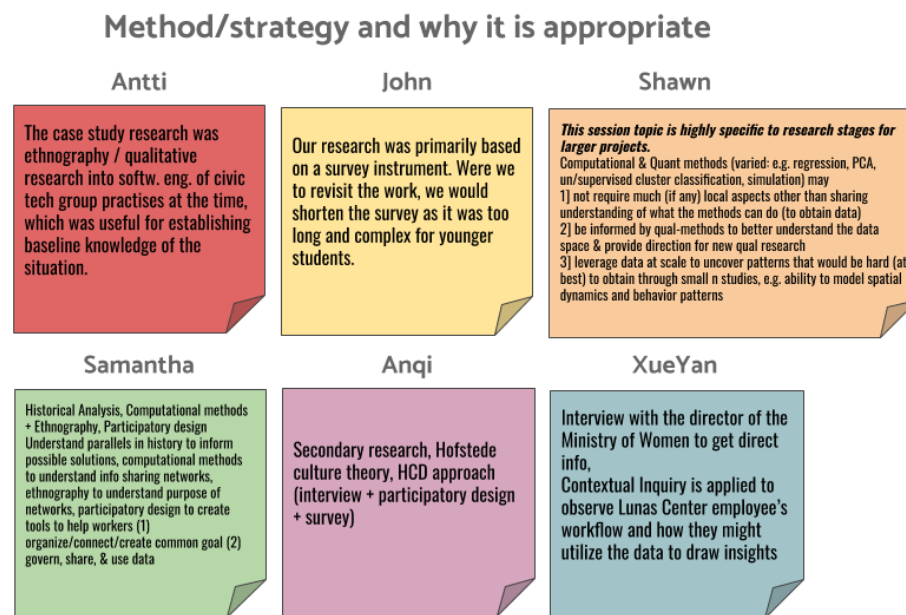 Method/strategy and why it is appropriate
Antti
The case study research was
ethnography / qualitative
research into softw. eng. of civic
tech group practises at the time,
which was useful for establishing
baseline knowledge of the
situation.
John
Our research was primarily based
on a survey instrument. Were we
to revisit the work, we would
shorten the survey as it was too
long and complex for younger
students.
Shawn
This session topic is highly specific to research stages for
larger projects.
Computational & Quant methods (varied: e.g. regression, PCA,
un/supervised cluster classification, simulation) may
1] not require much (if any) local aspects other than sharing
understanding of what the methods can do (to obtain data)
2] be informed by qual-methods to better understand the data
space & provide direction for new qual research
3] leverage data at scale to uncover patterns that would be hard (at
best) to obtain through small n studies, e.g. ability to model spatial
dynamics and behavior patterns
Samantha
Historical Analysis, Computational methods
+ Ethnography, Participatory design
Understand parallels in history to inform
possible solutions, computational methods
to understand info sharing networks,
ethnography to understand purpose of
networks, participatory design to create
tools to help workers (1)
organize/connect/create common goal (2)
govern, share, & use data
Anqi
Secondary research, Hofstede
culture theory, HCD approach
(interview + participatory design
+ survey)
XueYan
Interview with the director of the
Ministry of Women to get direct
info,
Contextual Inquiry is applied to
observe Lunas Center employee's
workflow and how they might
utilize the data to draw insights